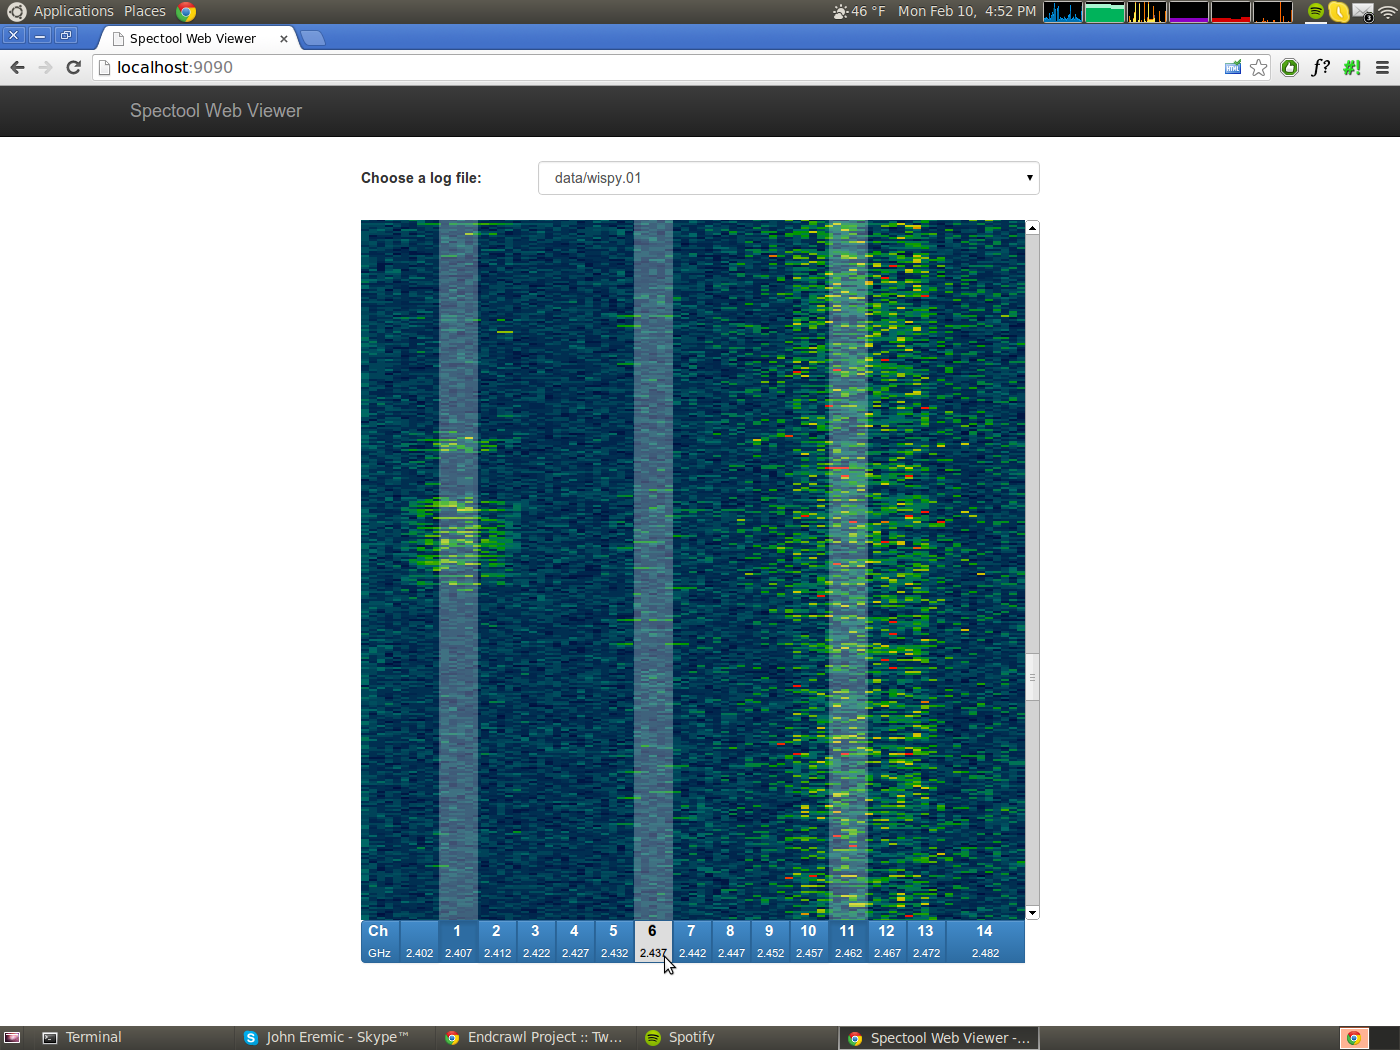 Applications Places 46 °F Mon Feb 10, 4:52 PM 3
Spectool Web Viewer
localhost:9090 HTML f? #!
Spectool Web Viewer
Choose a log file: data/wispy.01
Ch 1 2 3 4 5 6 7 8 9 10 11 12 13 14
GHz 2.402 2.407 2.412 2.422 2.427 2.432 2.437 2.442 2.447 2.452 2.457 2.462 2.467 2.472 2.482
Terminal John Eremic - Skype™ Endcrawl Project :: Tw... Spotify Spectool Web Viewer -...